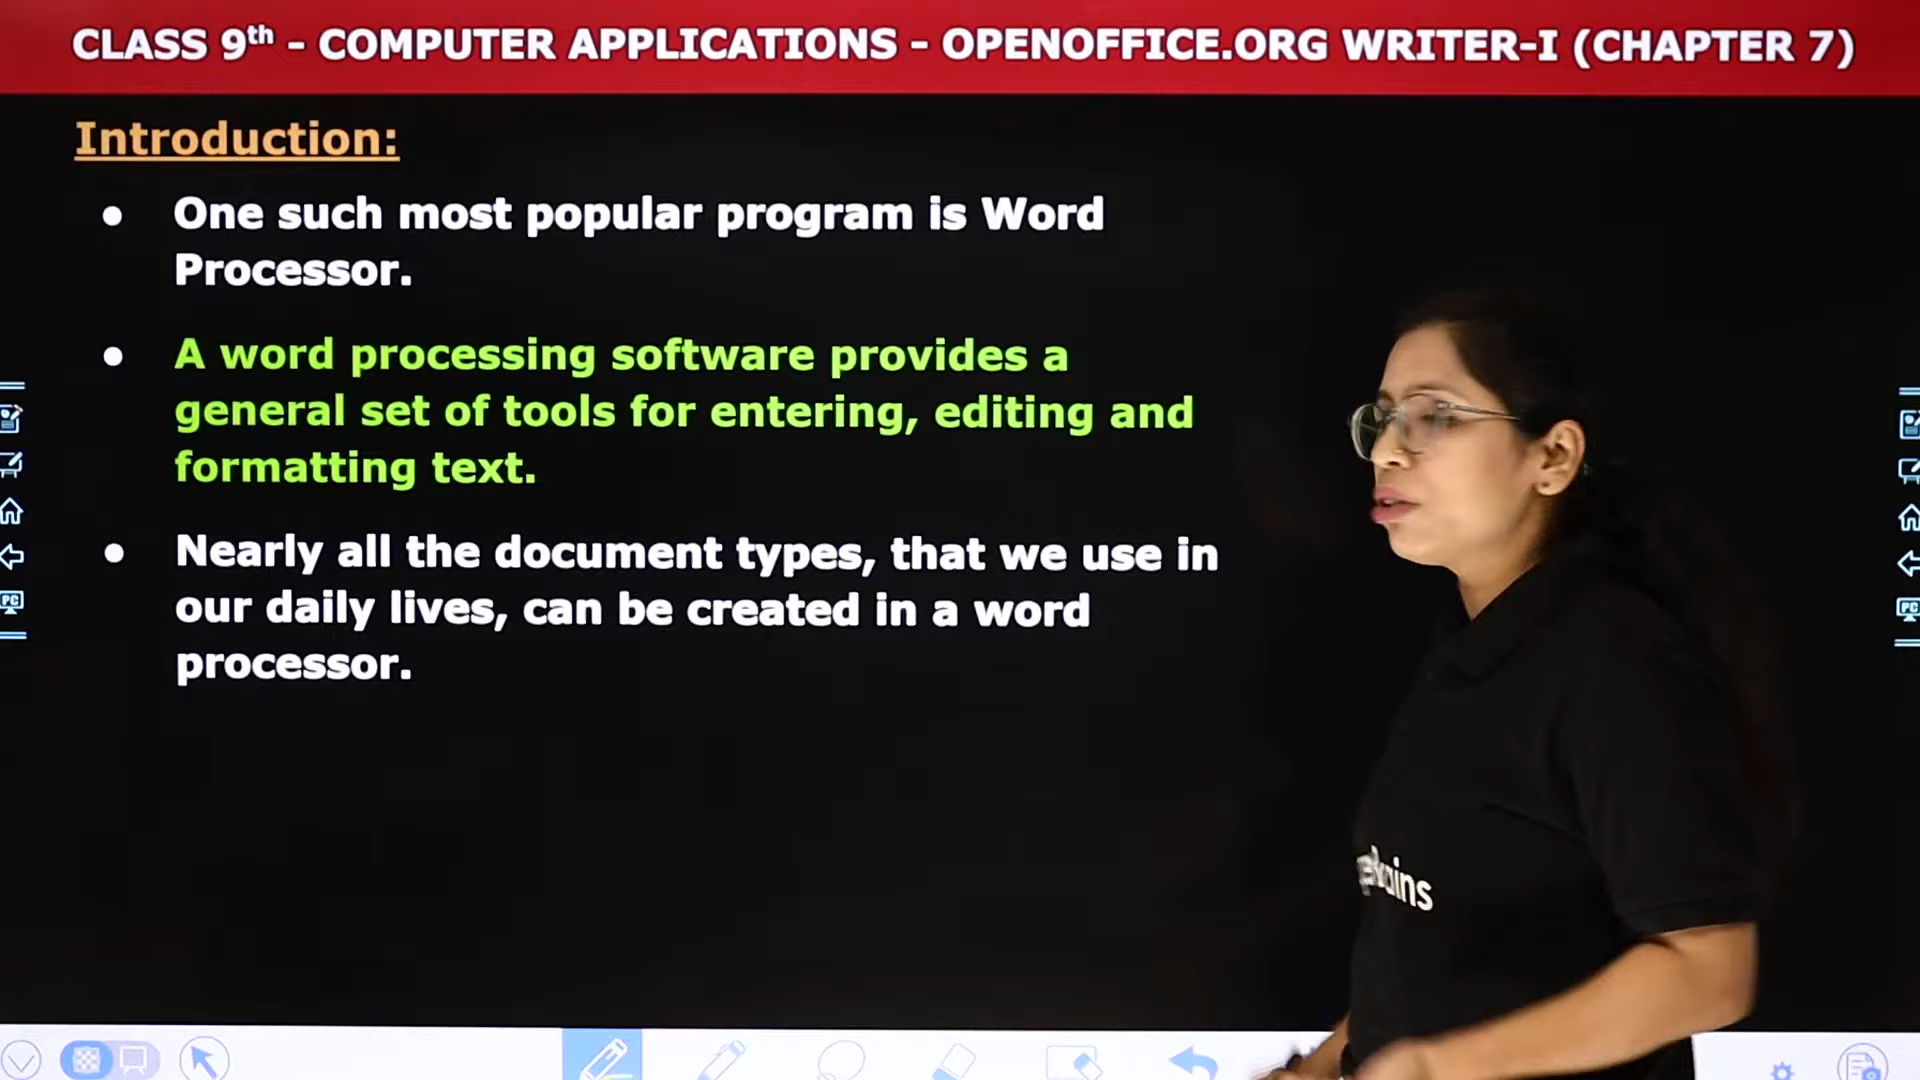 CLASS 9th - COMPUTER APPLICATIONS - OPENOFFICE.ORG WRITER-I (CHAPTER 7)
Introduction:
● One such most popular program is Word
Processor.
● A word processing software provides a
general set of tools for entering, editing and
formatting text.
● Nearly all the document types, that we use in
our daily lives, can be created in a word
processor.
PC
PC